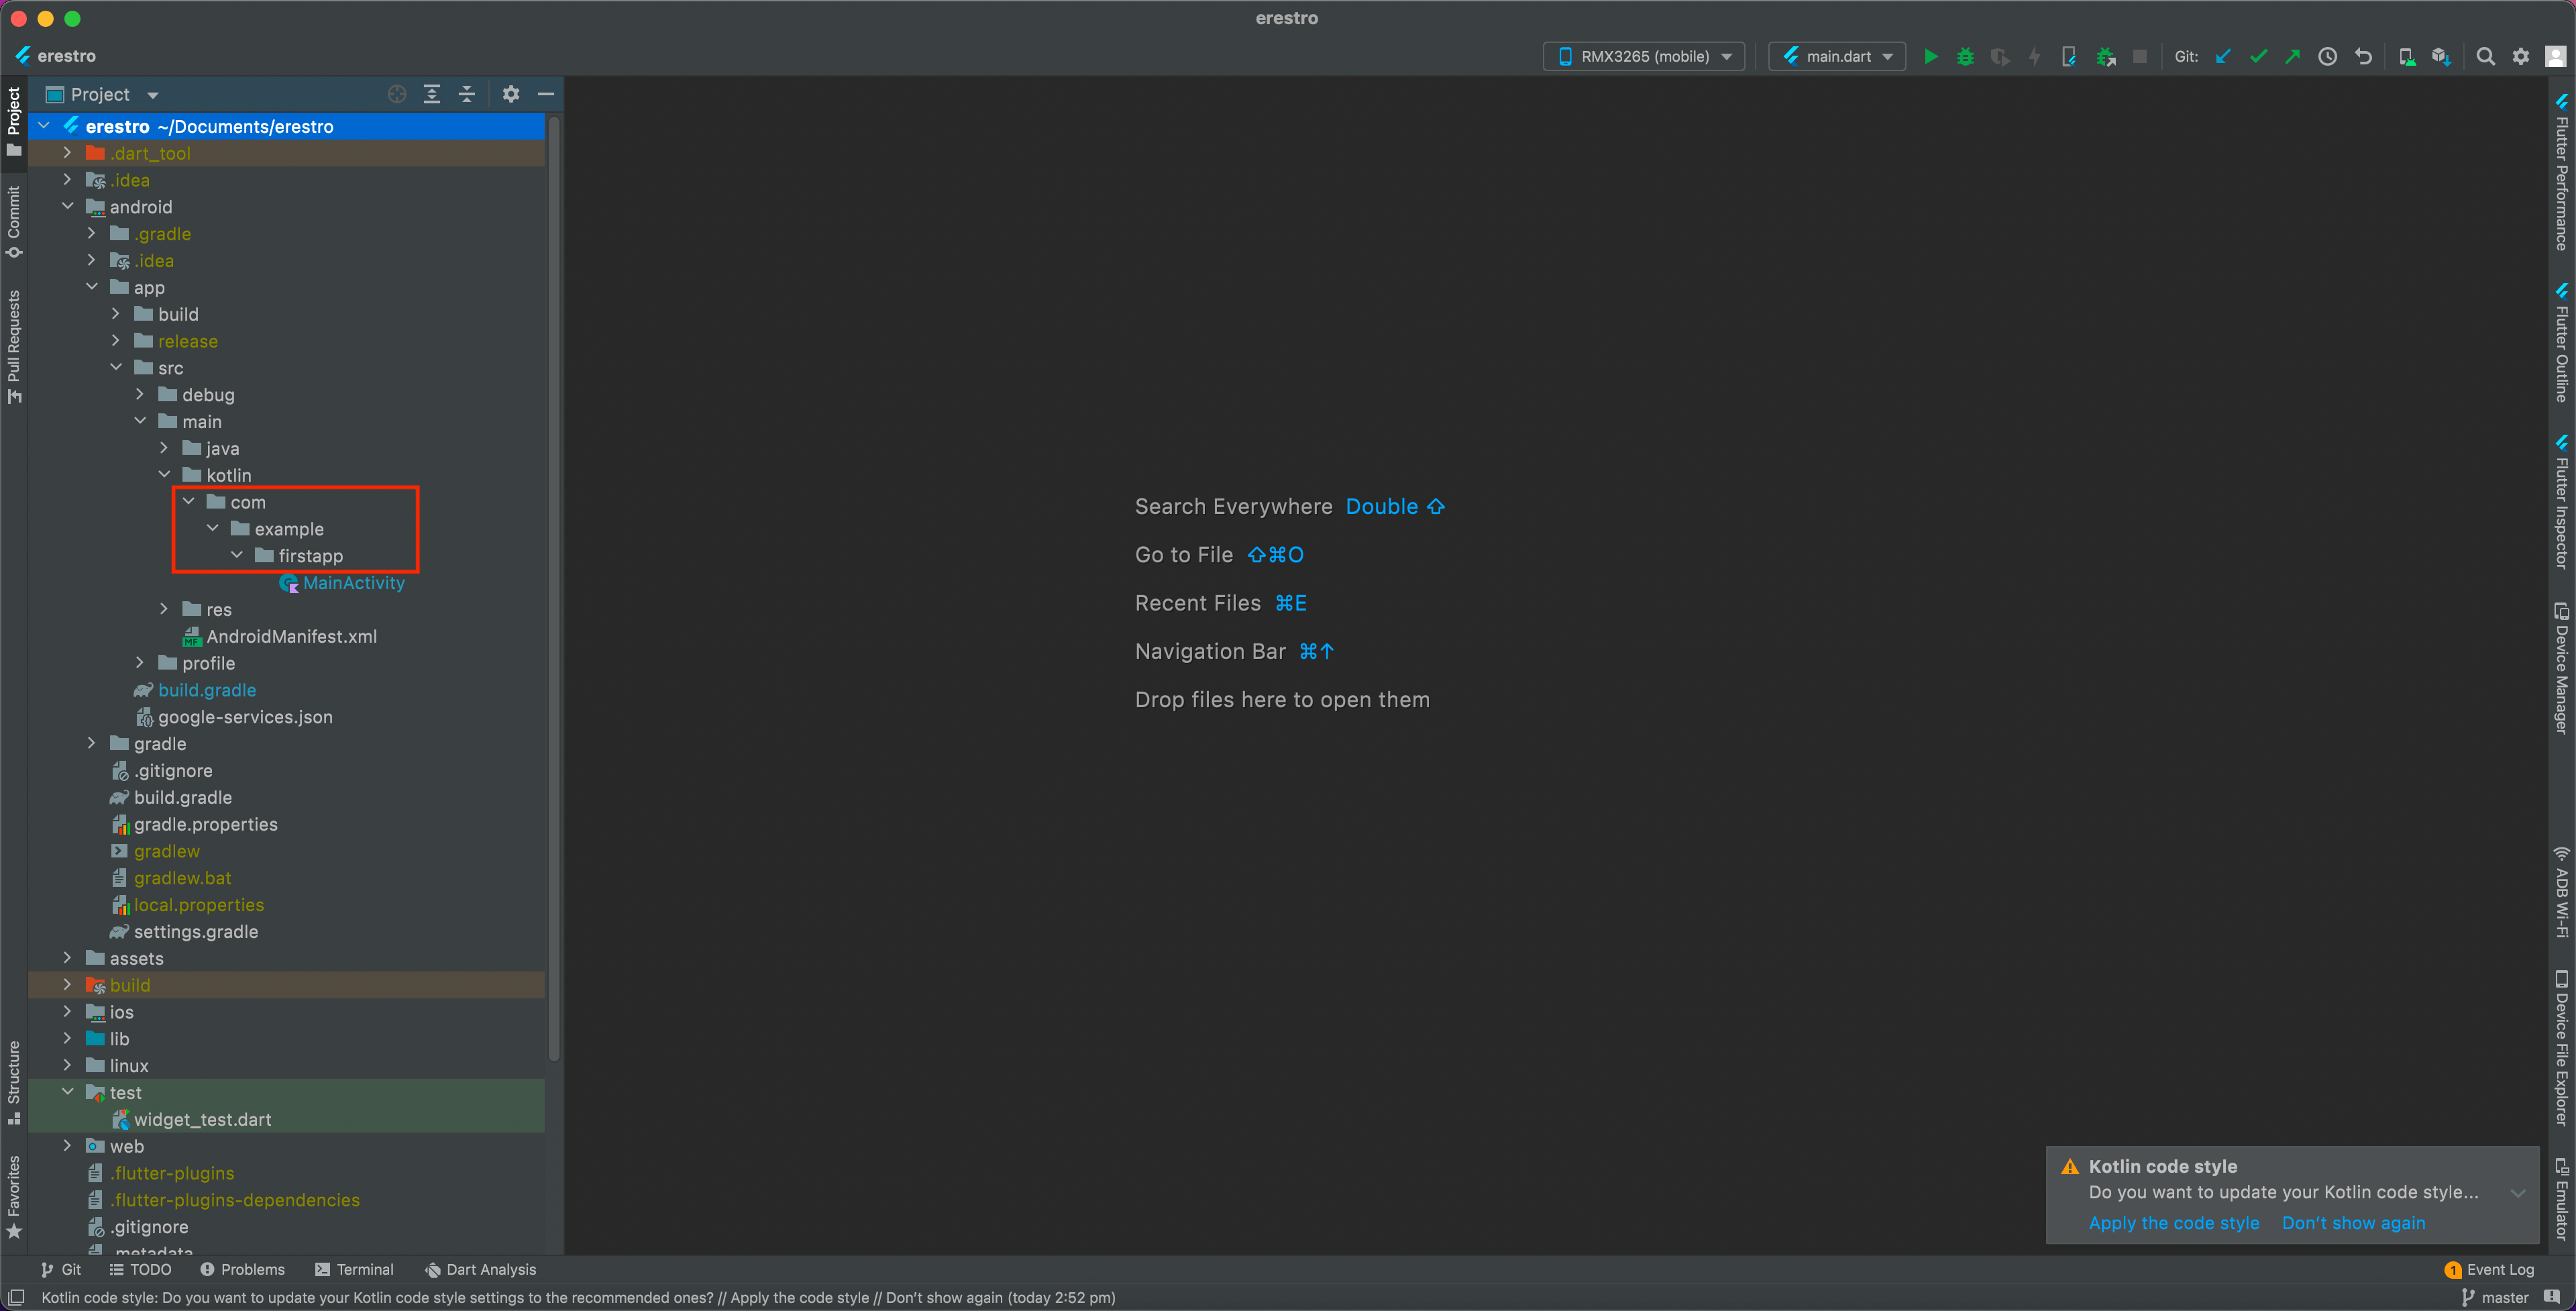 erestro
erestro
RMX3265 (mobile)
main.dart
Git:
Project
erestro ~/Documents/erestro
.dart_tool
.idea
android
.gradle
.idea
app
build
release
src
debug
main
java
kotlin
com
example
firstapp
MainActivity
res
MF
AndroidManifest.xml
profile
build.gradle
google-services.json
gradle
.gitignore
build.gradle
gradle.properties
gradlew
gradlew.bat
local.properties
settings.gradle
assets
build
ios
lib
linux
test
widget_test.dart
web
.flutter-plugins
.flutter-plugins-dependencies
.gitignore
.metadata
Project
Commit
Pull Requests
Structure
Favorites
Search Everywhere Double ⇧
Go to File ⇧⌘O
Recent Files ⌘E
Navigation Bar ⌘↑
Drop files here to open them
Flutter Performance
Flutter Outline
Flutter Inspector
Device Manager
ADB Wi-Fi
Device File Explorer
Emulator
Kotlin code style
Do you want to update your Kotlin code style...
Apply the code style Don't show again
Git
TODO
Problems
Terminal
Dart Analysis
1 Event Log
Kotlin code style: Do you want to update your Kotlin code style settings to the recommended ones? // Apply the code style // Don't show again (today 2:52 pm)
master